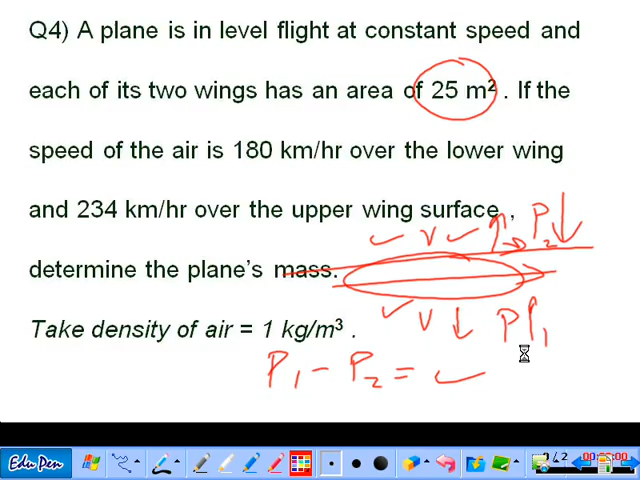 Q4) A plane is in level flight at constant speed and
each of its two wings has an area of 25 m² . If the
speed of the air is 180 km/hr over the lower wing
and 234 km/hr over the upper wing surface ,
V P₂
determine the plane's mass.
V P P₁
Take density of air = 1 kg/m³ .
P₁ - P₂ =
Edu Pen